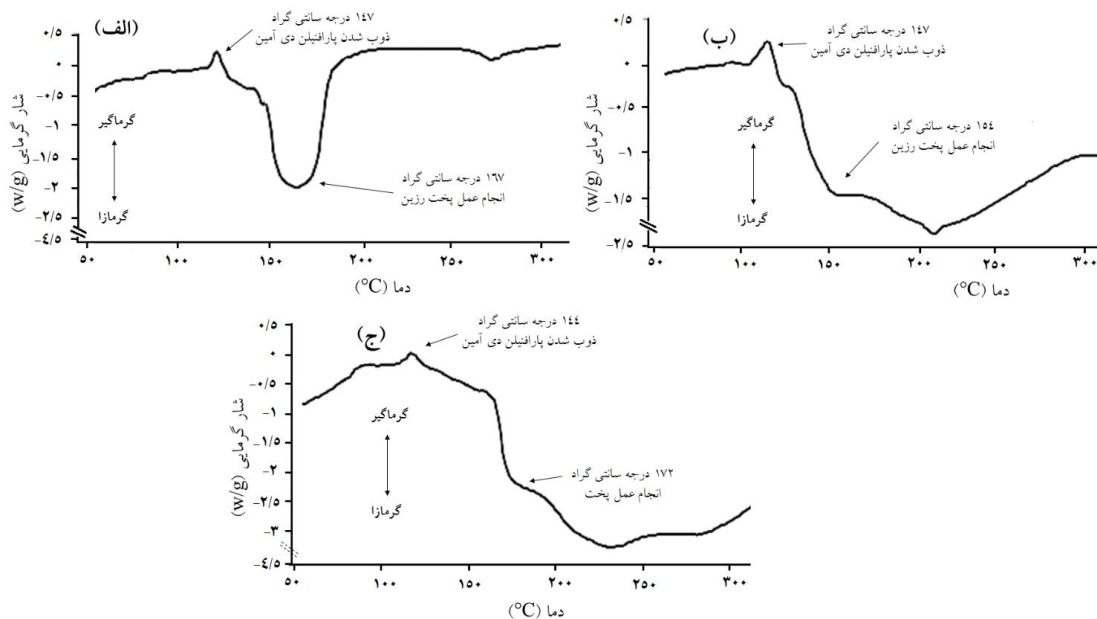 (الف)
۱۴۷ درجه سانتی گراد
ذوب شدن پارافنیلن دی آمین
۰/۵
۰
-۰/۵
-۱
-۱/۵
-۲
-۲/۵
-۴/۵
شار گرمایی (w/g)
گرماگیر
گرمازا
۱۶۷ درجه سانتی گراد
انجام عمل پخت رزین
۵۰ ۱۰۰ ۱۵۰ ۲۰۰ ۲۵۰ ۳۰۰
دما (°C)
(ب)
۱۴۷ درجه سانتی گراد
ذوب شدن پارافنیلن دی آمین
۰/۵
۰
-۰/۵
-۱
-۱/۵
-۲/۵
شار گرمایی (w/g)
گرماگیر
گرمازا
۱۵٤ درجه سانتی گراد
انجام عمل پخت رزین
۵۰ ۱۰۰ ۱۵۰ ۲۰۰ ۲۵۰ ۳۰۰
دما (°C)
(ج)
۱٤٤ درجه سانتی گراد
ذوب شدن پارافنیلن دی آمین
۰/۵
۰
-۰/۵
-۱
-۱/۵
-۲
-۲/۵
-۳
-۴/۵
شار گرمایی (w/g)
گرماگیر
گرمازا
۱۷۲ درجه سانتی گراد
انجام عمل پخت
۵۰ ۱۰۰ ۱۵۰ ۲۰۰ ۲۵۰ ۳۰۰
دما (°C)